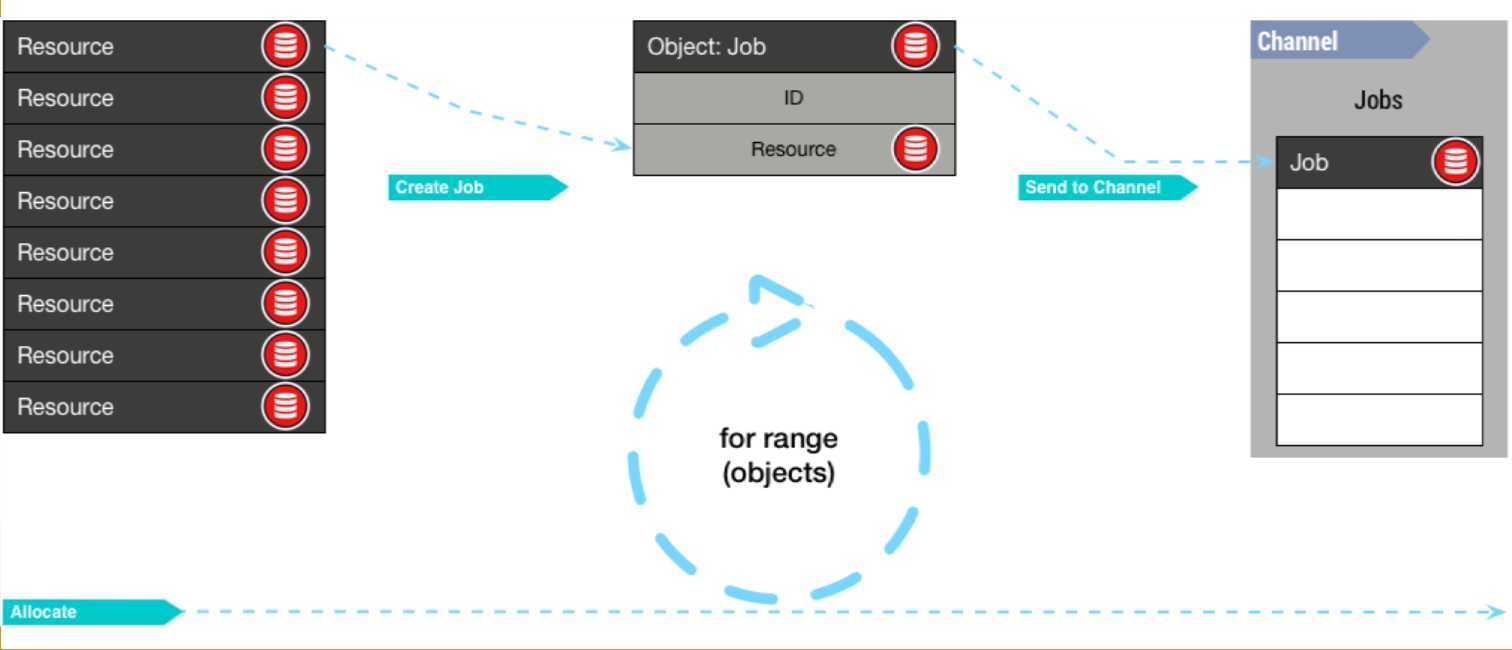 Resource
Resource
Resource
Resource
Resource
Resource
Resource
Resource
Create Job
Object: Job
ID
Resource
Send to Channel
Channel
Jobs
Job
for range
(objects)
Allocate